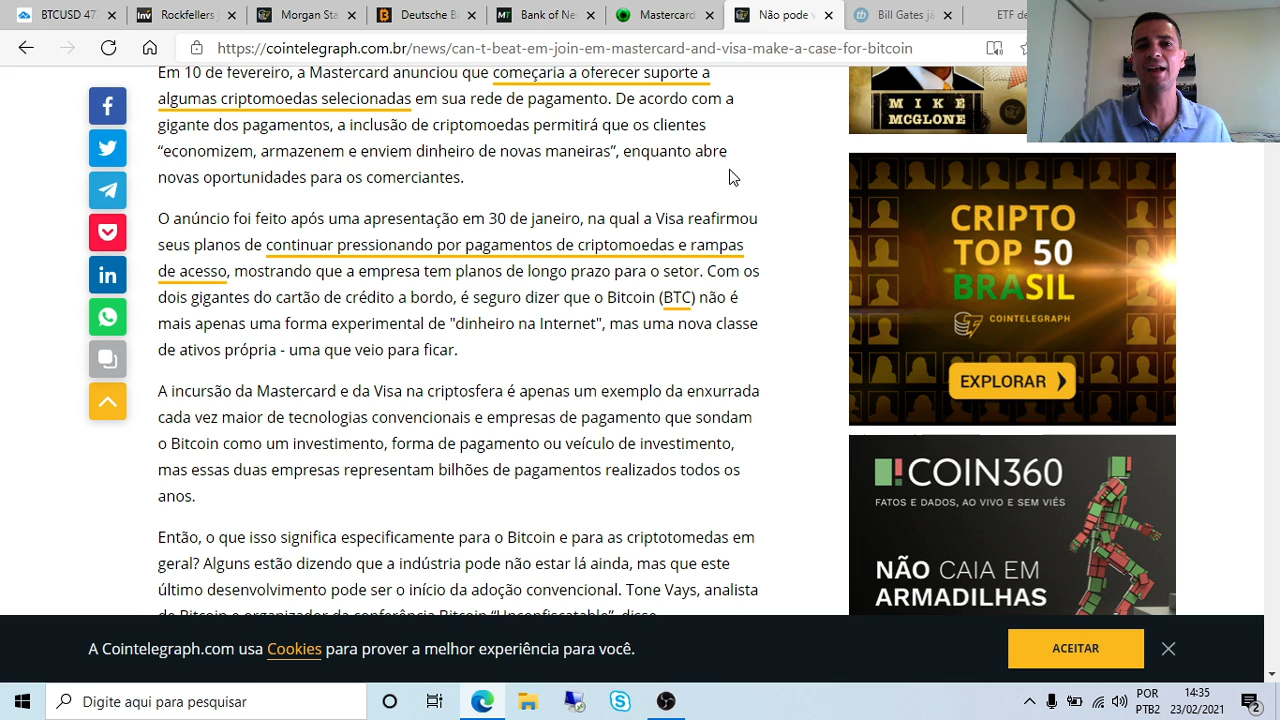 Inv
MT
tb
https://cointelegraph.com.br/news/can-t-beat-em-join-em-mastercard-and-visa-make-a-case-for-bitcoin
Em 10 de fevereiro, a Mastercard anunciou que começaria a oferecer suporte a
algumas criptomoedas selecionadas em sua rede de pagamento. De acordo com a
gigante dos pagamentos, a inclusão de criptomoedas permitirá que os clientes
“economizem, armazenem e enviem dinheiro de novas maneiras”, enquanto abre
novas oportunidades para os comerciantes.
O anúncio foi feito após uma apresentação em 30 de janeiro, na qual a Visa reafirmou
seus planos de continuar pressionando por pagamentos de criptomoedas e rampas
de acesso, mostrando que a empresa tem planos de longo prazo para o setor. Com os
dois gigantes do cartão de crédito a bordo, é seguro dizer que o Bitcoin (BTC) não é
mais apenas uma forma experimental de "dinheiro na Internet", mas uma nova classe
de ativos própria - uma que veio para ficar.
A incursão da Mastercard e da Visa na criptosfera é apenas um exemplo da enxurrada
cada vez maior de tecnologias convencionais e empresas de pagamento que sondam
o Bitcoin como um investimento, forma de pagamento ou veículo de investimento,
mas essas duas empresas representam bilhões de pagamentos realizados todos os
anos.
Então, o que isso significa especificamente para o Bitcoin e para as criptotomedas em
geral? Alguns estão dizendo que a indústria pode não estar lá ainda, mas que este
último desenvolvimento pode ser o início da adoção convencional. Tone Vays, analista
de Bitcoin e organizador da conferência Bitcoin “Unconfiscatable”, disse
MIKE
MCGLONE
CRIPTO
TOP 50
BRASIL
COINTELEGRAPH
EXPLORAR
COIN360
FATOS E DADOS, AO VIVO E SEM VIÉS
NÃO CAIA EM
ARMADILHAS
A Cointelegraph.com usa Cookies para prover a melhor experiência para você.
ACEITAR
Digite aqui para pesquisar
POR
PTB2
14:35
23/02/2021
2